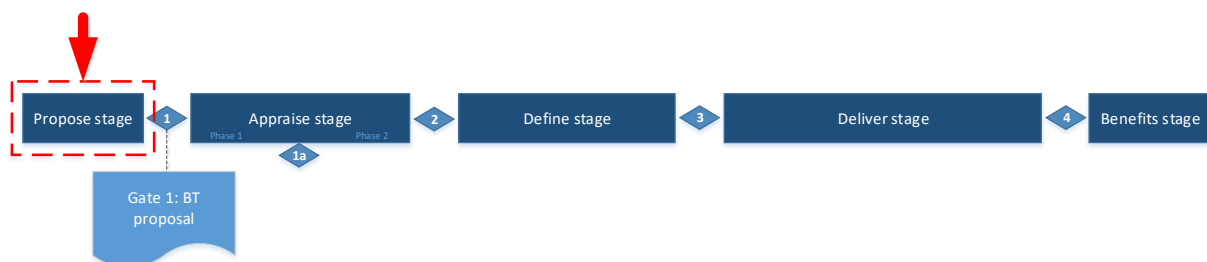 Propose stage
1
Appraise stage
Phase 1
Phase 2
1a
2
Define stage
3
Deliver stage
4
Benefits stage
Gate 1: BT
proposal